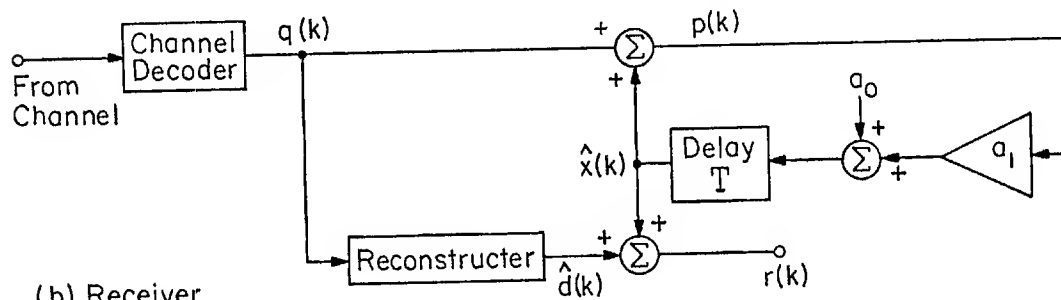 Channel
Decoder
q(k)
+
Σ
+
p(k)
From
Channel
a₀
+
Σ
+
a₁
Delay
T
x̂(k)
+
+
Σ
Reconstructer
d̂(k)
r(k)
(b) Receiver